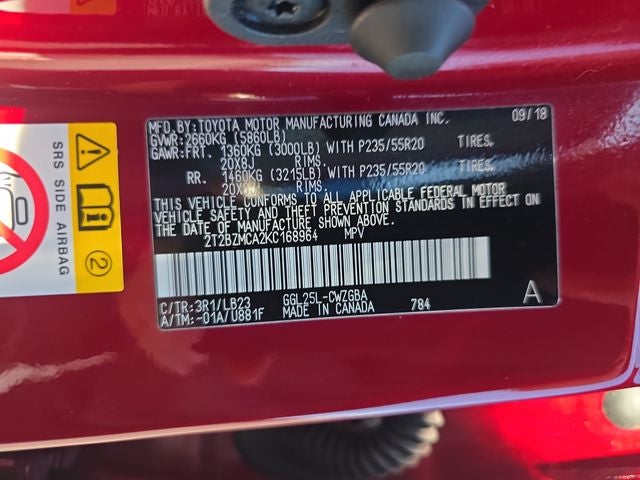 MFD.BY:TOYOTA MOTOR MANUFACTURING CANADA INC. 09/18
GVWR:2660KG (5860LB)
GAWR:FRT. 1360KG (3000LB) WITH P235/55R20 TIRES,
20X8J RIMS.
RR. 1460KG (3215LB) WITH P235/55R20 TIRES,
RIMS.
THIS VEHICLE CONFORMS TO ALL APPLICABLE FEDERAL MOTOR
VEHICLE SAFETY AND THEFT PREVENTION STANDARDS IN EFFECT ON
THE DATE OF MANUFACTURE SHOWN ABOVE.
2T2BZMCA2KC168964 MPV
C/TR:3R1/LB23 GGL25L-CWZGBA 784
A/TM:-01A/U881F MADE IN CANADA A
SRS SIDE AIRBAG
2